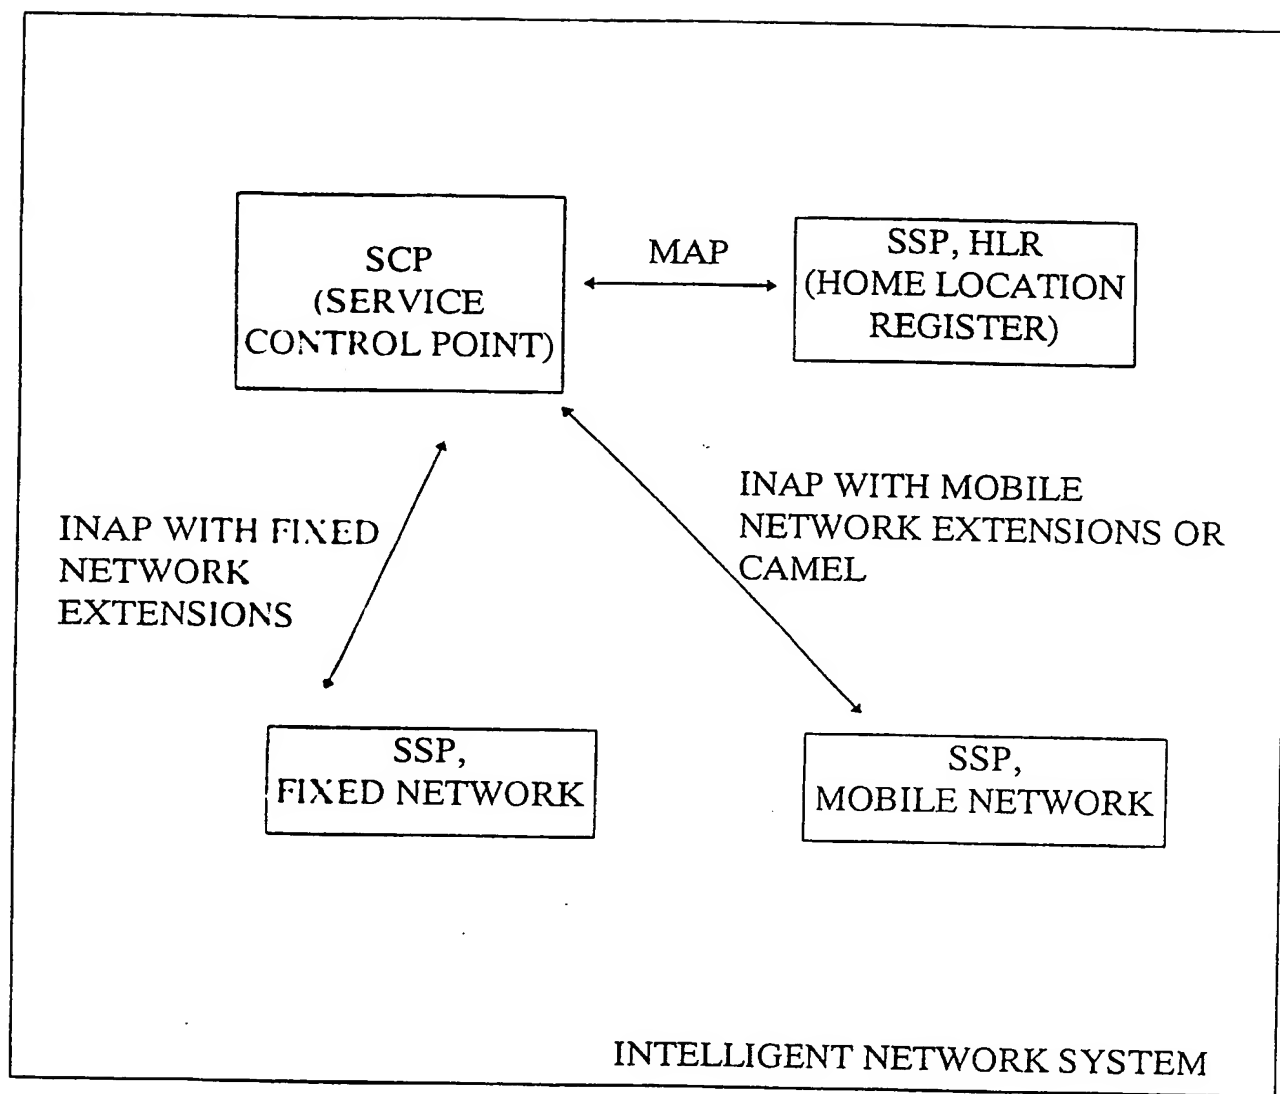 SCP
(SERVICE
CONTROL POINT)
MAP
SSP, HLR
(HOME LOCATION
REGISTER)
INAP WITH FIXED
NETWORK
EXTENSIONS
INAP WITH MOBILE
NETWORK EXTENSIONS OR
CAMEL
SSP,
FIXED NETWORK
SSP,
MOBILE NETWORK
INTELLIGENT NETWORK SYSTEM